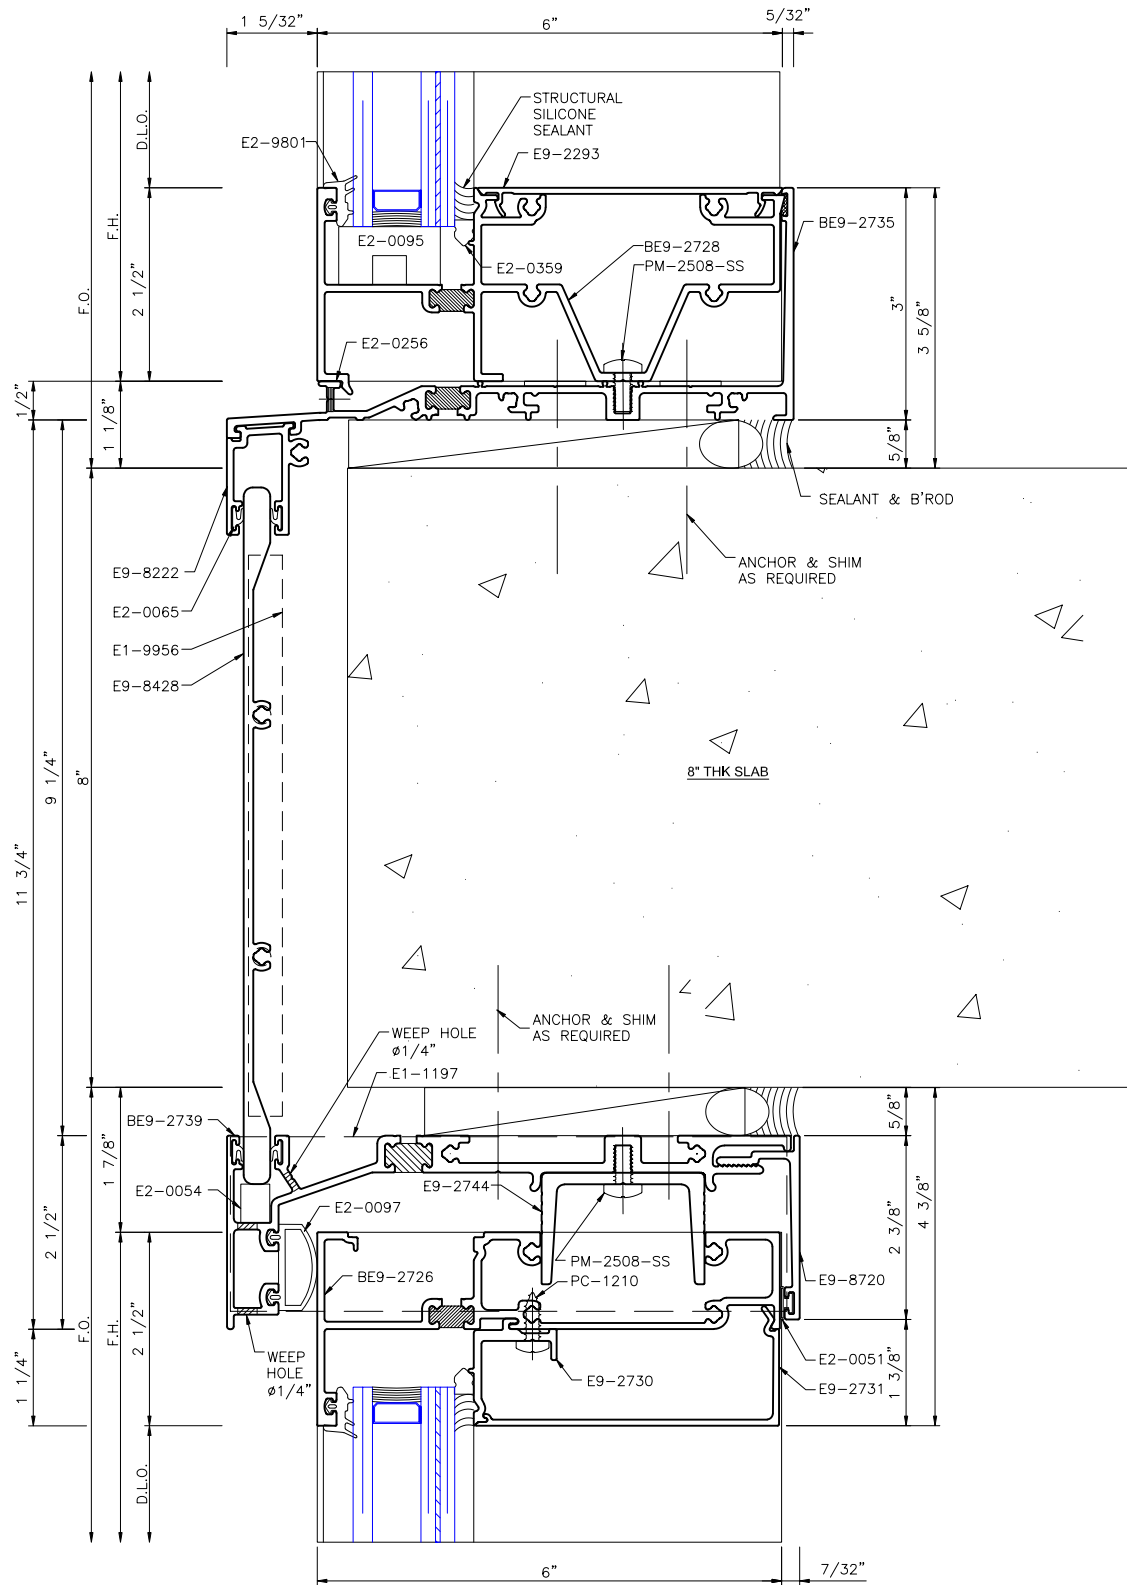 1 5/32"
6"
5/32"
STRUCTURAL
SILICONE
SEALANT
D.L.O.
E2-9801
E9-2293
F.H.
BE9-2735
E2-0095
BE9-2728
E2-0359
PM-2508-SS
F.O.
2 1/2"
3"
3 5/8"
E2-0256
1/2"
1 1/8"
5/8"
SEALANT & B'ROD
E9-8222
ANCHOR & SHIM
AS REQUIRED
E2-0065
E1-9956
E9-8428
9 1/4"
8"
8" THK SLAB
11 3/4"
WEEP HOLE
ø1/4"
ANCHOR & SHIM
AS REQUIRED
E1-1197
BE9-2739
5/8"
1 7/8"
E2-0054
E2-0097
E9-2744
2 1/2"
2 3/8"
4 3/8"
BE9-2726
PM-2508-SS
PC-1210
E9-8720
F.O.
F.H.
2 1/2"
WEEP
HOLE
ø1/4"
E2-0051
E9-2730
E9-2731
1 1/4"
1 3/8"
D.L.O.
6"
7/32"